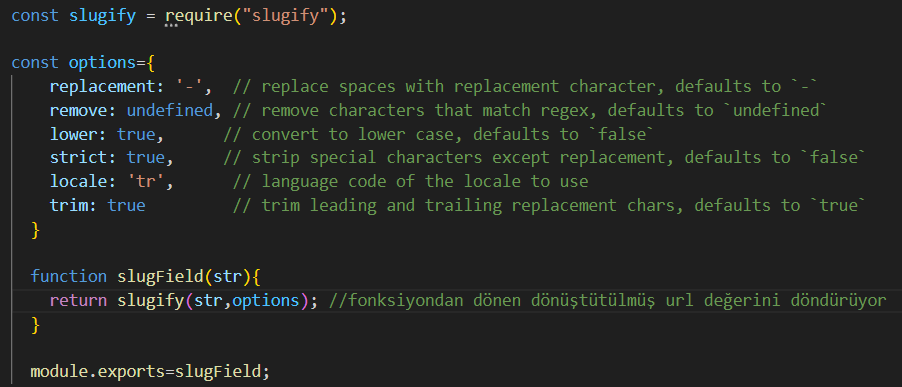 const slugify = require("slugify");
const options={
replacement: '-', // replace spaces with replacement character, defaults to `-`
remove: undefined, // remove characters that match regex, defaults to `undefined`
lower: true, // convert to lower case, defaults to `false`
strict: true, // strip special characters except replacement, defaults to `false`
locale: 'tr', // language code of the locale to use
trim: true // trim leading and trailing replacement chars, defaults to `true`
}
function slugField(str){
return slugify(str,options); //fonksiyondan dönen dönüştütülmüş url değerini döndürüyor
}
module.exports=slugField;